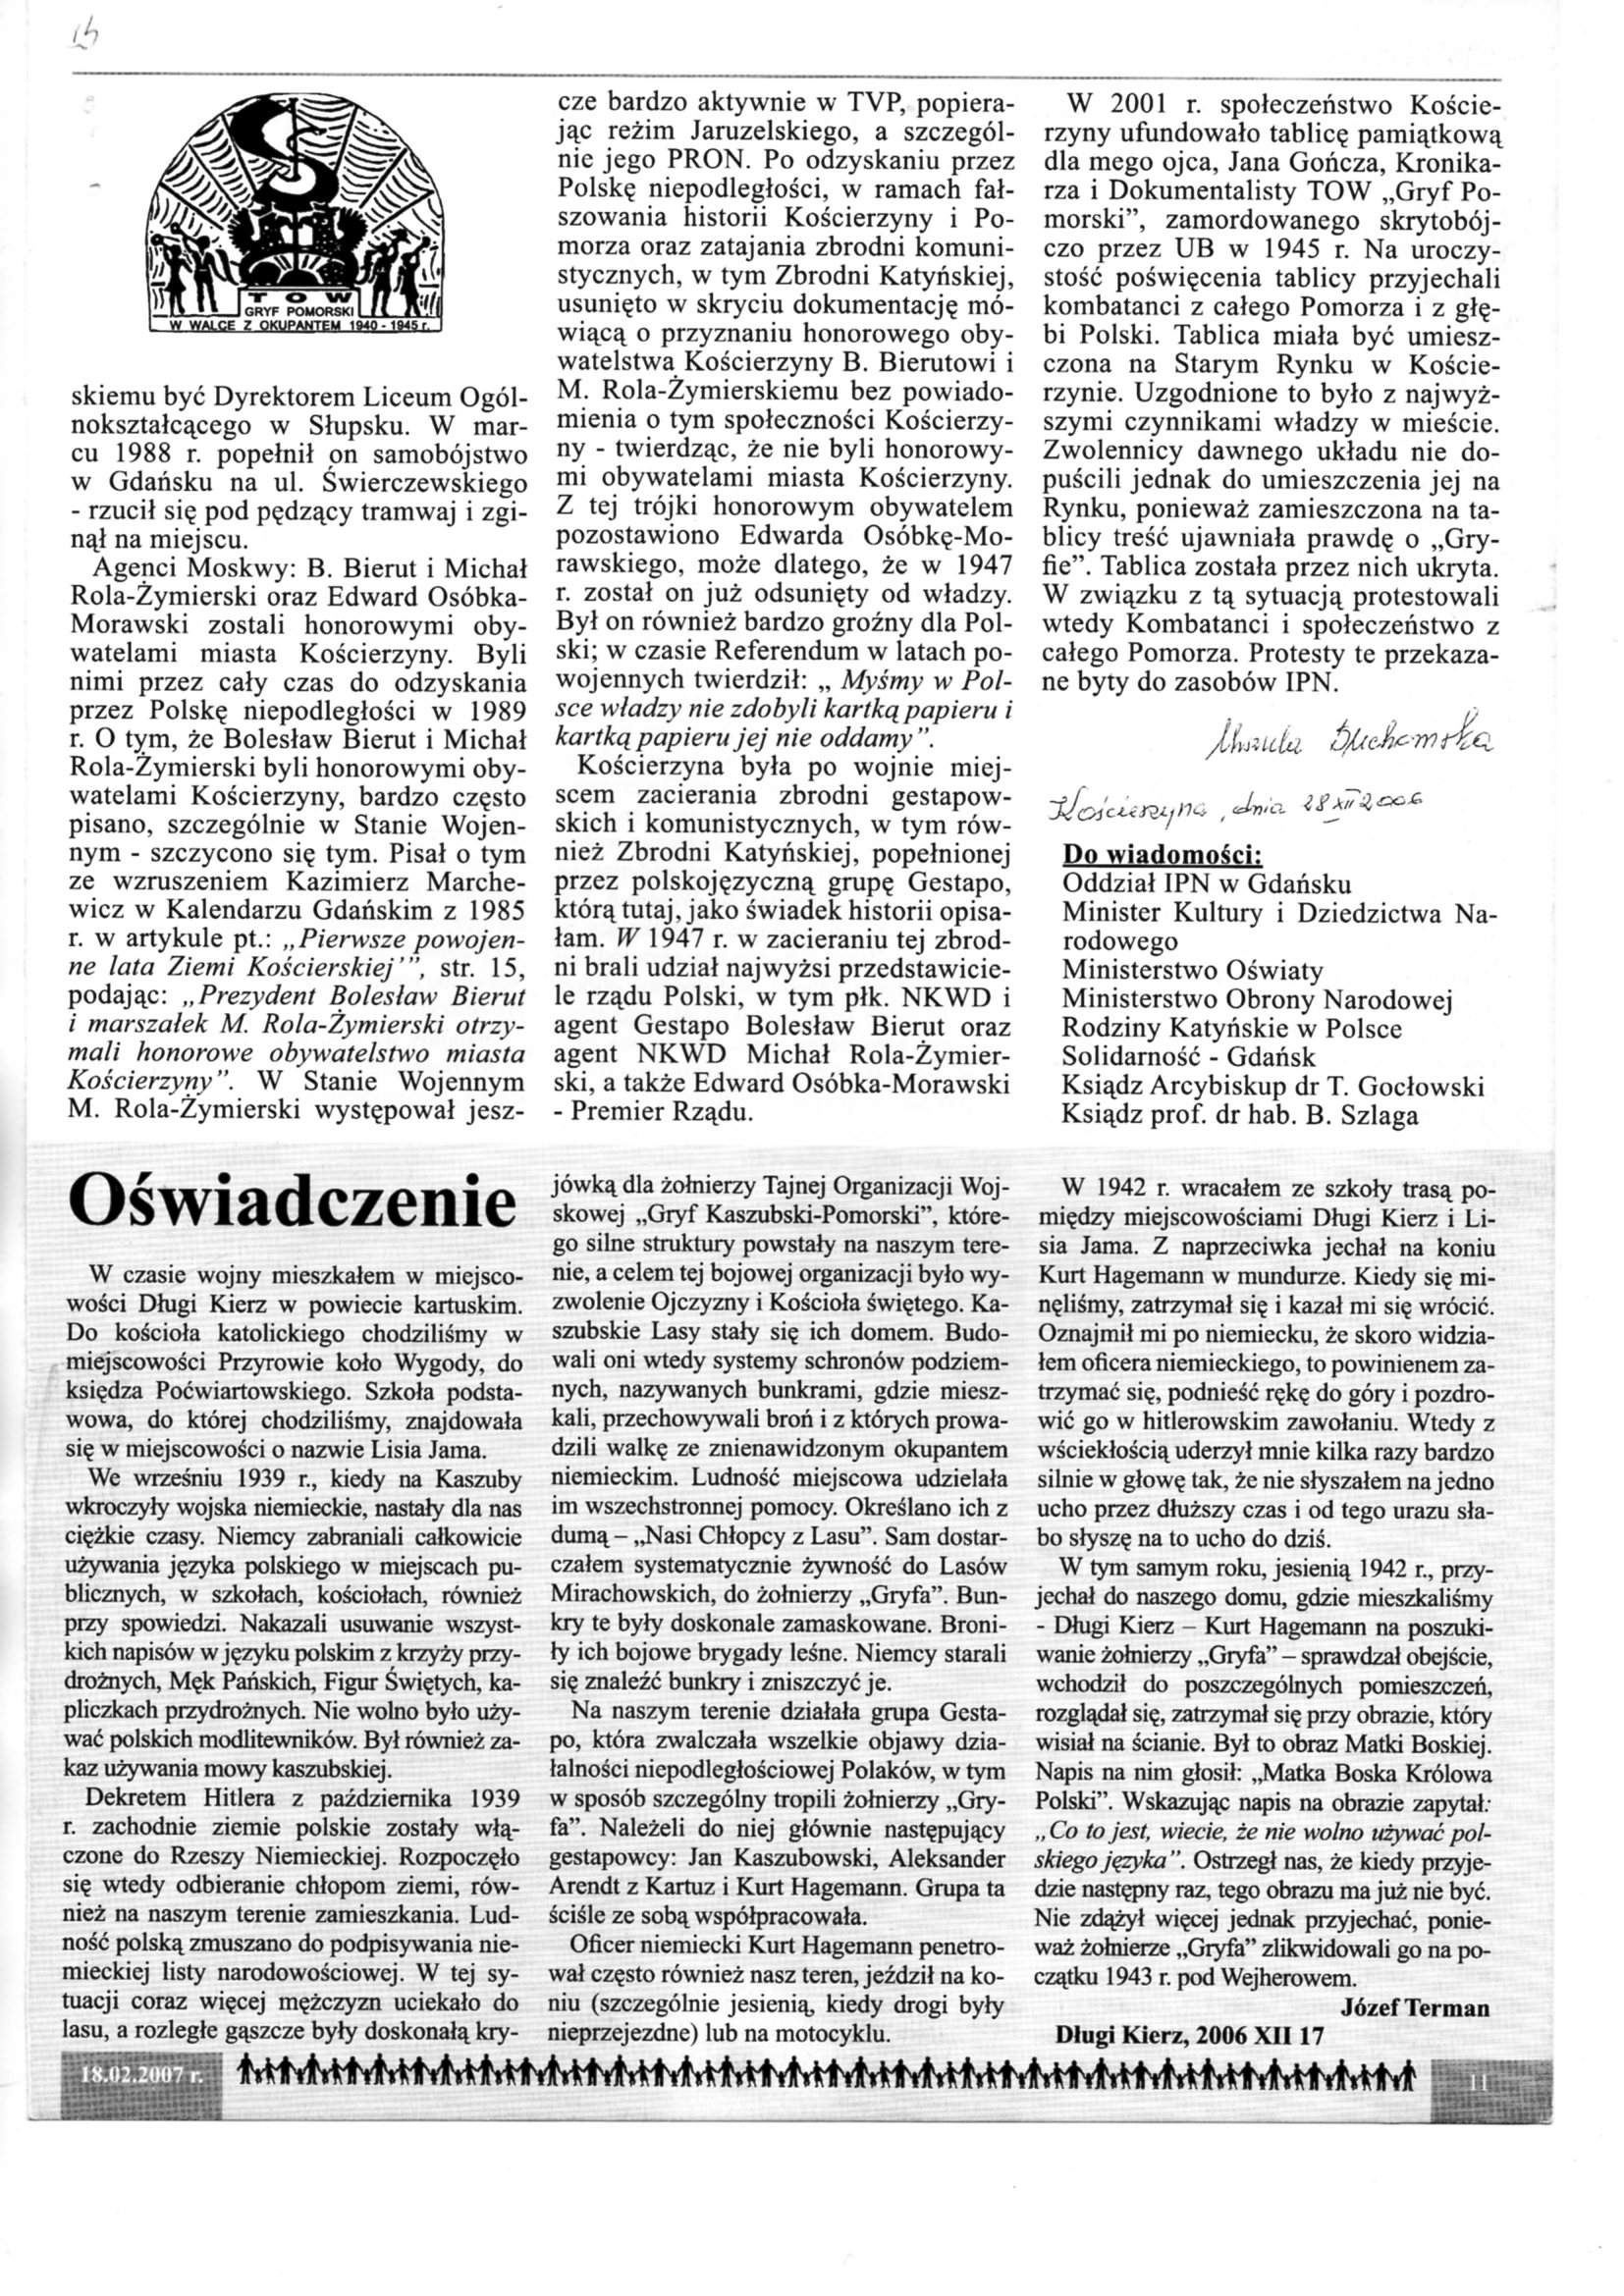 T O W
GRYF POMORSKI
W WALCE Z OKUPANTEM 1940 - 1945 r.
skiemu być Dyrektorem Liceum Ogól-
nokształcącego w Słupsku. W mar-
cu 1988 r. popełnił on samobójstwo
w Gdańsku na ul. Świerczewskiego
- rzucił się pod pędzący tramwaj i zgi-
nął na miejscu.
Agenci Moskwy: B. Bierut i Michał
Rola-Żymierski oraz Edward Osóbka-
Morawski zostali honorowymi oby-
watelami miasta Kościerzyny. Byli
nimi przez cały czas do odzyskania
przez Polskę niepodległości w 1989
r. O tym, że Bolesław Bierut i Michał
Rola-Żymierski byli honorowymi oby-
watelami Kościerzyny, bardzo często
pisano, szczególnie w Stanie Wojen-
nym - szczycono się tym. Pisał o tym
ze wzruszeniem Kazimierz Marche-
wicz w Kalendarzu Gdańskim z 1985
r. w artykule pt.: „Pierwsze powojen-
ne lata Ziemi Kościerskiej'”, str. 15,
podając: „Prezydent Bolesław Bierut
i marszałek M. Rola-Żymierski otrzy-
mali honorowe obywatelstwo miasta
Kościerzyny”. W Stanie Wojennym
M. Rola-Żymierski występował jesz-
cze bardzo aktywnie w TVP, popiera-
jąc reżim Jaruzelskiego, a szczegól-
nie jego PRON. Po odzyskaniu przez
Polskę niepodległości, w ramach fał-
szowania historii Kościerzyny i Po-
morza oraz zatajania zbrodni komuni-
stycznych, w tym Zbrodni Katyńskiej,
usunięto w skryciu dokumentację mó-
wiącą o przyznaniu honorowego oby-
watelstwa Kościerzyny B. Bierutowi i
M. Rola-Żymierskiemu bez powiado-
mienia o tym społeczności Kościerzy-
ny - twierdząc, że nie byli honorowy-
mi obywatelami miasta Kościerzyny.
Z tej trójki honorowym obywatelem
pozostawiono Edwarda Osóbkę-Mo-
rawskiego, może dlatego, że w 1947
r. został on już odsunięty od władzy.
Był on również bardzo groźny dla Pol-
ski; w czasie Referendum w latach po-
wojennych twierdził: „ Myśmy w Pol-
sce władzy nie zdobyli kartką papieru i
kartką papieru jej nie oddamy”.
Kościerzyna była po wojnie miej-
scem zacierania zbrodni gestapow-
skich i komunistycznych, w tym rów-
nież Zbrodni Katyńskiej, popełnionej
przez polskojęzyczną grupę Gestapo,
którą tutaj, jako świadek historii opisa-
łam. W 1947 r. w zacieraniu tej zbrod-
ni brali udział najwyżsi przedstawicie-
le rządu Polski, w tym płk. NKWD i
agent Gestapo Bolesław Bierut oraz
agent NKWD Michał Rola-Żymier-
ski, a także Edward Osóbka-Morawski
- Premier Rządu.
W 2001 r. społeczeństwo Koście-
rzyny ufundowało tablicę pamiątkową
dla mego ojca, Jana Gończa, Kronika-
rza i Dokumentalisty TOW „Gryf Po-
morski”, zamordowanego skrytobój-
czo przez UB w 1945 r. Na uroczy-
stość poświęcenia tablicy przyjechali
kombatanci z całego Pomorza i z głę-
bi Polski. Tablica miała być umiesz-
czona na Starym Rynku w Koście-
rzynie. Uzgodnione to było z najwyż-
szymi czynnikami władzy w mieście.
Zwolennicy dawnego układu nie do-
puścili jednak do umieszczenia jej na
Rynku, ponieważ zamieszczona na ta-
blicy treść ujawniała prawdę o „Gry-
fie”. Tablica została przez nich ukryta.
W związku z tą sytuacją protestowali
wtedy Kombatanci i społeczeństwo z
całego Pomorza. Protesty te przekaza-
ne byty do zasobów IPN.
Kościerzyna, dnia 28 XII 2006
Do wiadomości:
Oddział IPN w Gdańsku
Minister Kultury i Dziedzictwa Na-
rodowego
Ministerstwo Oświaty
Ministerstwo Obrony Narodowej
Rodziny Katyńskie w Polsce
Solidarność - Gdańsk
Ksiądz Arcybiskup dr T. Gocłowski
Ksiądz prof. dr hab. B. Szlaga
Oświadczenie
W czasie wojny mieszkałem w miejsco-
wości Długi Kierz w powiecie kartuskim.
Do kościoła katolickiego chodziliśmy w
miejscowości Przyrowie koło Wygody, do
księdza Poćwiartowskiego. Szkoła podsta-
wowa, do której chodziliśmy, znajdowała
się w miejscowości o nazwie Lisia Jama.
We wrześniu 1939 r., kiedy na Kaszuby
wkroczyły wojska niemieckie, nastały dla nas
ciężkie czasy. Niemcy zabraniali całkowicie
używania języka polskiego w miejscach pu-
blicznych, w szkołach, kościołach, również
przy spowiedzi. Nakazali usuwanie wszyst-
kich napisów w języku polskim z krzyży przy-
drożnych, Męk Pańskich, Figur Świętych, ka-
pliczkach przydrożnych. Nie wolno było uży-
wać polskich modlitewników. Był również za-
kaz używania mowy kaszubskiej.
Dekretem Hitlera z października 1939
r. zachodnie ziemie polskie zostały włą-
czone do Rzeszy Niemieckiej. Rozpoczęło
się wtedy odbieranie chłopom ziemi, rów-
nież na naszym terenie zamieszkania. Lud-
ność polską zmuszano do podpisywania nie-
mieckiej listy narodowościowej. W tej sy-
tuacji coraz więcej mężczyzn uciekało do
lasu, a rozległe gąszcze były doskonałą kry-
jówką dla żołnierzy Tajnej Organizacji Woj-
skowej „Gryf Kaszubski-Pomorski”, które-
go silne struktury powstały na naszym tere-
nie, a celem tej bojowej organizacji było wy-
zwolenie Ojczyzny i Kościoła świętego. Ka-
szubskie Lasy stały się ich domem. Budo-
wali oni wtedy systemy schronów podziem-
nych, nazywanych bunkrami, gdzie miesz-
kali, przechowywali broń i z których prowa-
dzili walkę ze znienawidzonym okupantem
niemieckim. Ludność miejscowa udzielała
im wszechstronnej pomocy. Określano ich z
dumą – „Nasi Chłopcy z Lasu”. Sam dostar-
czałem systematycznie żywność do Lasów
Mirachowskich, do żołnierzy „Gryfa”. Bun-
kry te były doskonale zamaskowane. Broni-
ły ich bojowe brygady leśne. Niemcy starali
się znaleźć bunkry i zniszczyć je.
Na naszym terenie działała grupa Gesta-
po, która zwalczała wszelkie objawy dzia-
łalności niepodległościowej Polaków, w tym
w sposób szczególny tropili żołnierzy „Gry-
fa”. Należeli do niej głównie następujący
gestapowcy: Jan Kaszubowski, Aleksander
Arendt z Kartuz i Kurt Hagemann. Grupa ta
ściśle ze sobą współpracowała.
Oficer niemiecki Kurt Hagemann penetro-
wał często również nasz teren, jeździł na ko-
niu (szczególnie jesienią, kiedy drogi były
nieprzejezdne) lub na motocyklu.
W 1942 r. wracałem ze szkoły trasą po-
między miejscowościami Długi Kierz i Li-
sia Jama. Z naprzeciwka jechał na koniu
Kurt Hagemann w mundurze. Kiedy się mi-
nęliśmy, zatrzymał się i kazał mi się wrócić.
Oznajmił mi po niemiecku, że skoro widzia-
łem oficera niemieckiego, to powinienem za-
trzymać się, podnieść rękę do góry i pozdro-
wić go w hitlerowskim zawołaniu. Wtedy z
wściekłością uderzył mnie kilka razy bardzo
silnie w głowę tak, że nie słyszałem na jedno
ucho przez dłuższy czas i od tego urazu sła-
bo słyszę na to ucho do dziś.
W tym samym roku, jesienią 1942 r., przy-
jechał do naszego domu, gdzie mieszkaliśmy
- Długi Kierz – Kurt Hagemann na poszuki-
wanie żołnierzy „Gryfa” – sprawdzał obejście,
wchodził do poszczególnych pomieszczeń,
rozglądał się, zatrzymał się przy obrazie, który
wisiał na ścianie. Był to obraz Matki Boskiej.
Napis na nim głosił: „Matka Boska Królowa
Polski”. Wskazując napis na obrazie zapytał:
„Co to jest, wiecie, że nie wolno używać pol-
skiego języka”. Ostrzegł nas, że kiedy przyje-
dzie następny raz, tego obrazu ma już nie być.
Nie zdążył więcej jednak przyjechać, ponie-
waż żołnierze „Gryfa” zlikwidowali go na po-
czątku 1943 r. pod Wejherowem.
Józef Terman
Długi Kierz, 2006 XII 17
18.02.2007 r.
11